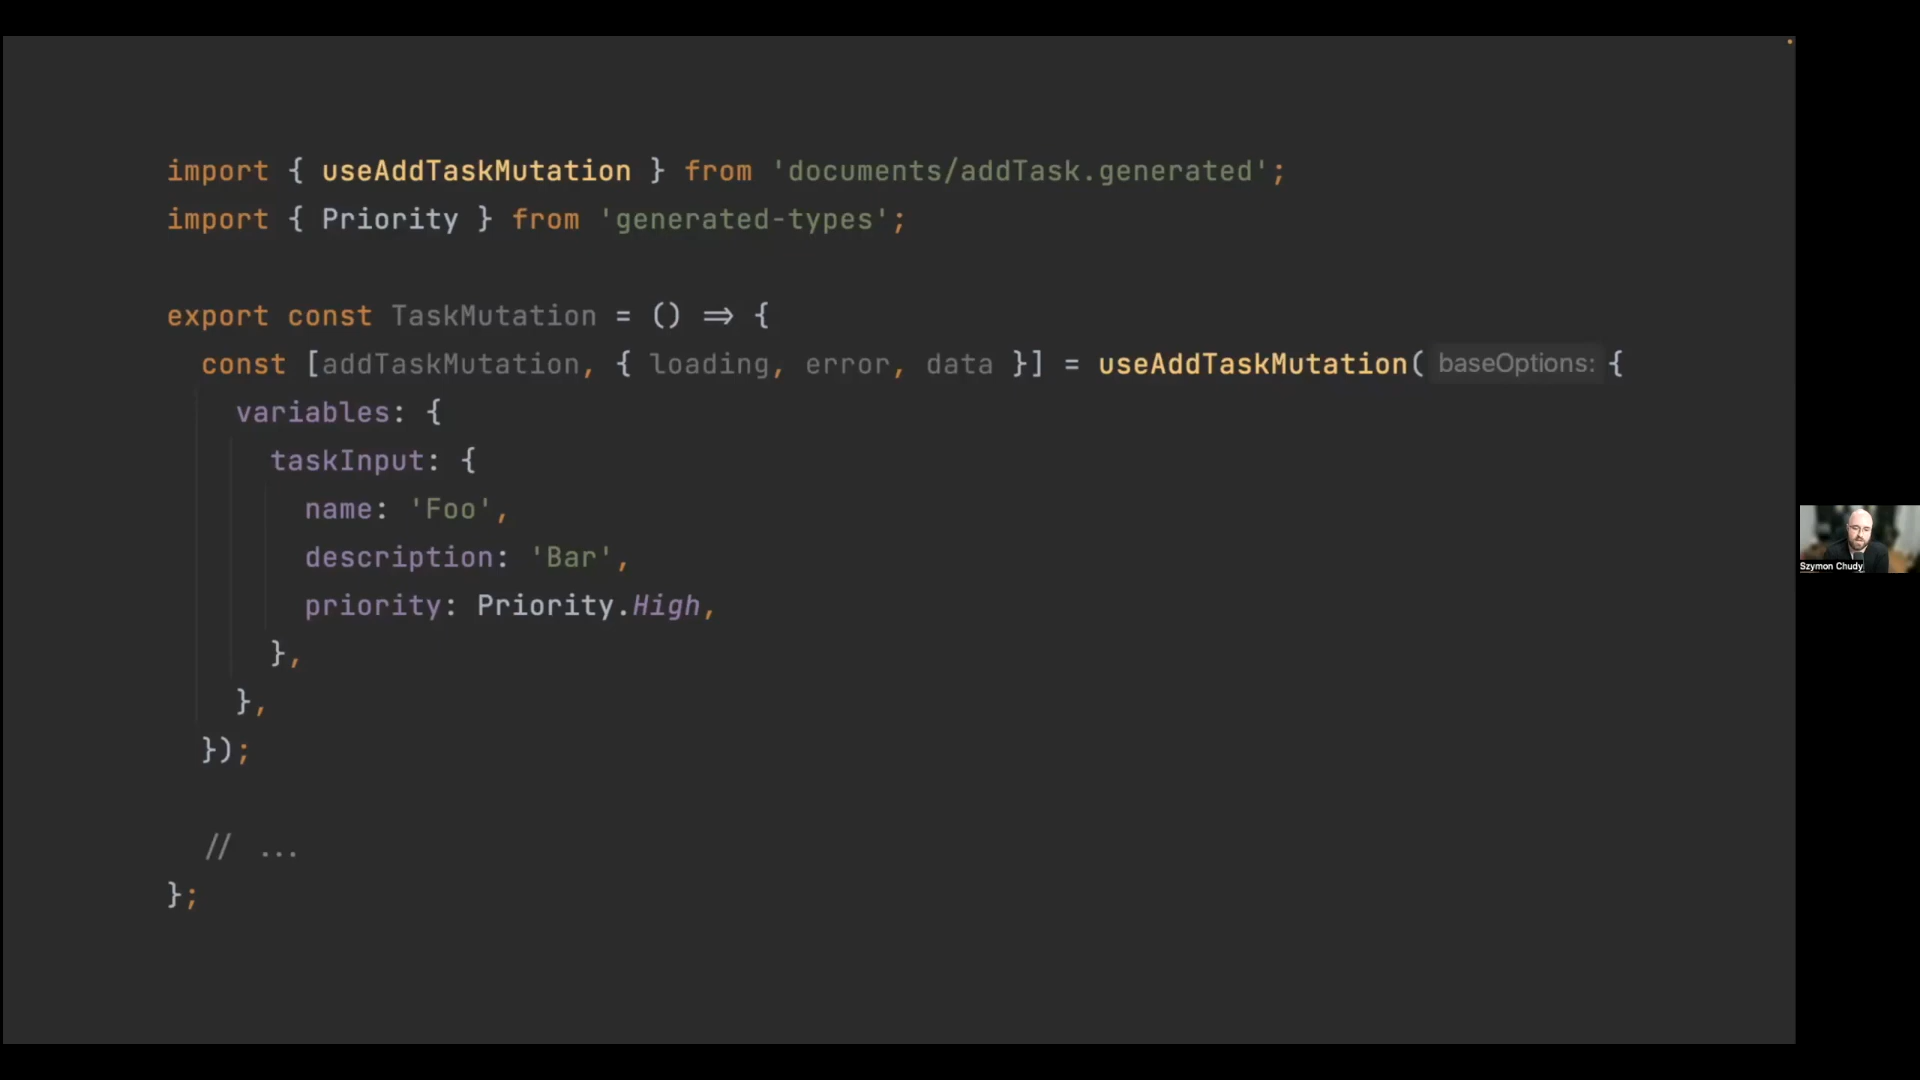 import { useAddTaskMutation } from 'documents/addTask.generated';
import { Priority } from 'generated-types';
export const TaskMutation = () => {
const [addTaskMutation, { loading, error, data }] = useAddTaskMutation( baseOptions: {
variables: {
taskInput: {
name: 'Foo',
description: 'Bar',
priority: Priority.High,
},
},
});
// ...
};
Szymon Chudy